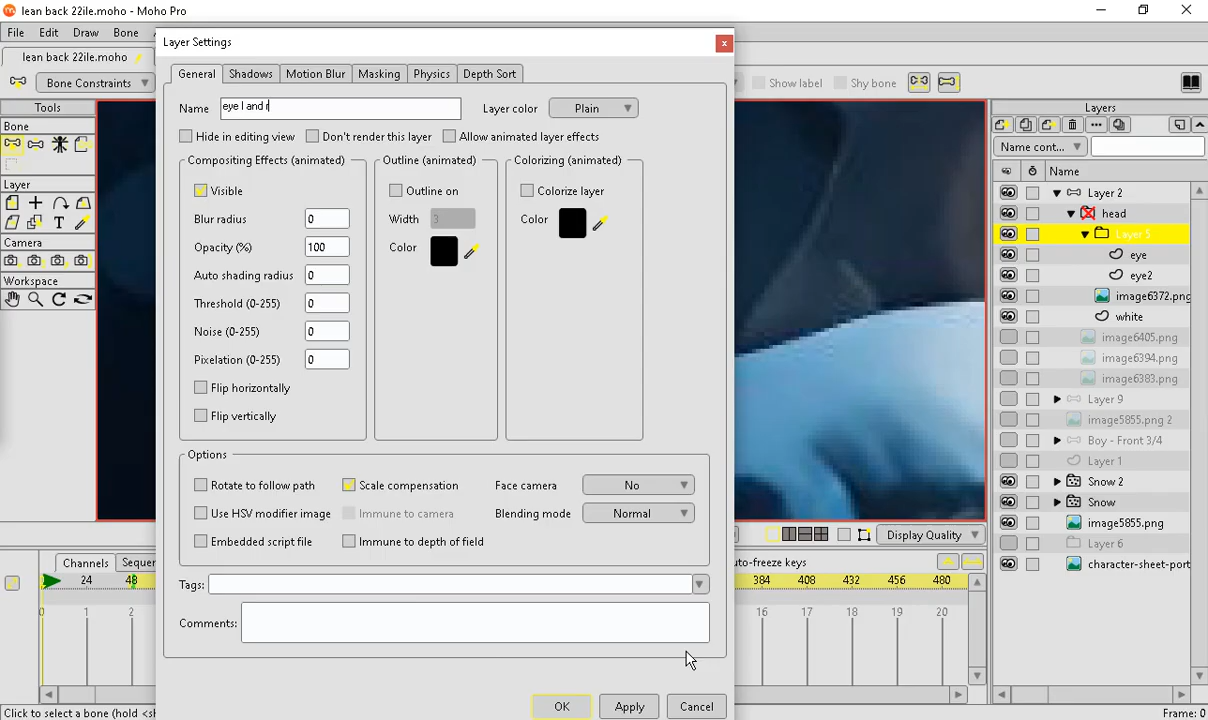 lean back 22ile.moho - Moho Pro
File Edit Draw Bone
lean back 22ile.moho
Layer Settings
Bone Constraints
Show label Shy bone
General Shadows Motion Blur Masking Physics Depth Sort
Tools
Bone
Layer
Camera
Workspace
Name eye l and r Layer color Plain
Hide in editing view Don't render this layer Allow animated layer effects
Compositing Effects (animated) Outline (animated) Colorizing (animated)
Visible Outline on Colorize layer
Blur radius 0 Width 3 Color
Opacity (%) 100 Color
Auto shading radius 0
Threshold (0-255) 0
Noise (0-255) 0
Pixelation (0-255) 0
Flip horizontally
Flip vertically
Options
Rotate to follow path Scale compensation Face camera No
Use HSV modifier image Immune to camera Blending mode Normal
Embedded script file Immune to depth of field
Tags:
Comments:
OK Apply Cancel
Layers
Name cont...
Name
Layer 2
head
Layer 5
eye
eye2
image6372.png
white
image6405.png
image6394.png
image6383.png
Layer 9
image5855.png 2
Boy - Front 3/4
Layer 1
Snow 2
Snow
image5855.png
Layer 6
character-sheet-port
Display Quality
Channels Sequen
uto-freeze keys
24 48
384 408 432 456 480
0 1 2
16 17 18 19 20
Click to select a bone (hold <sh
Frame: 0